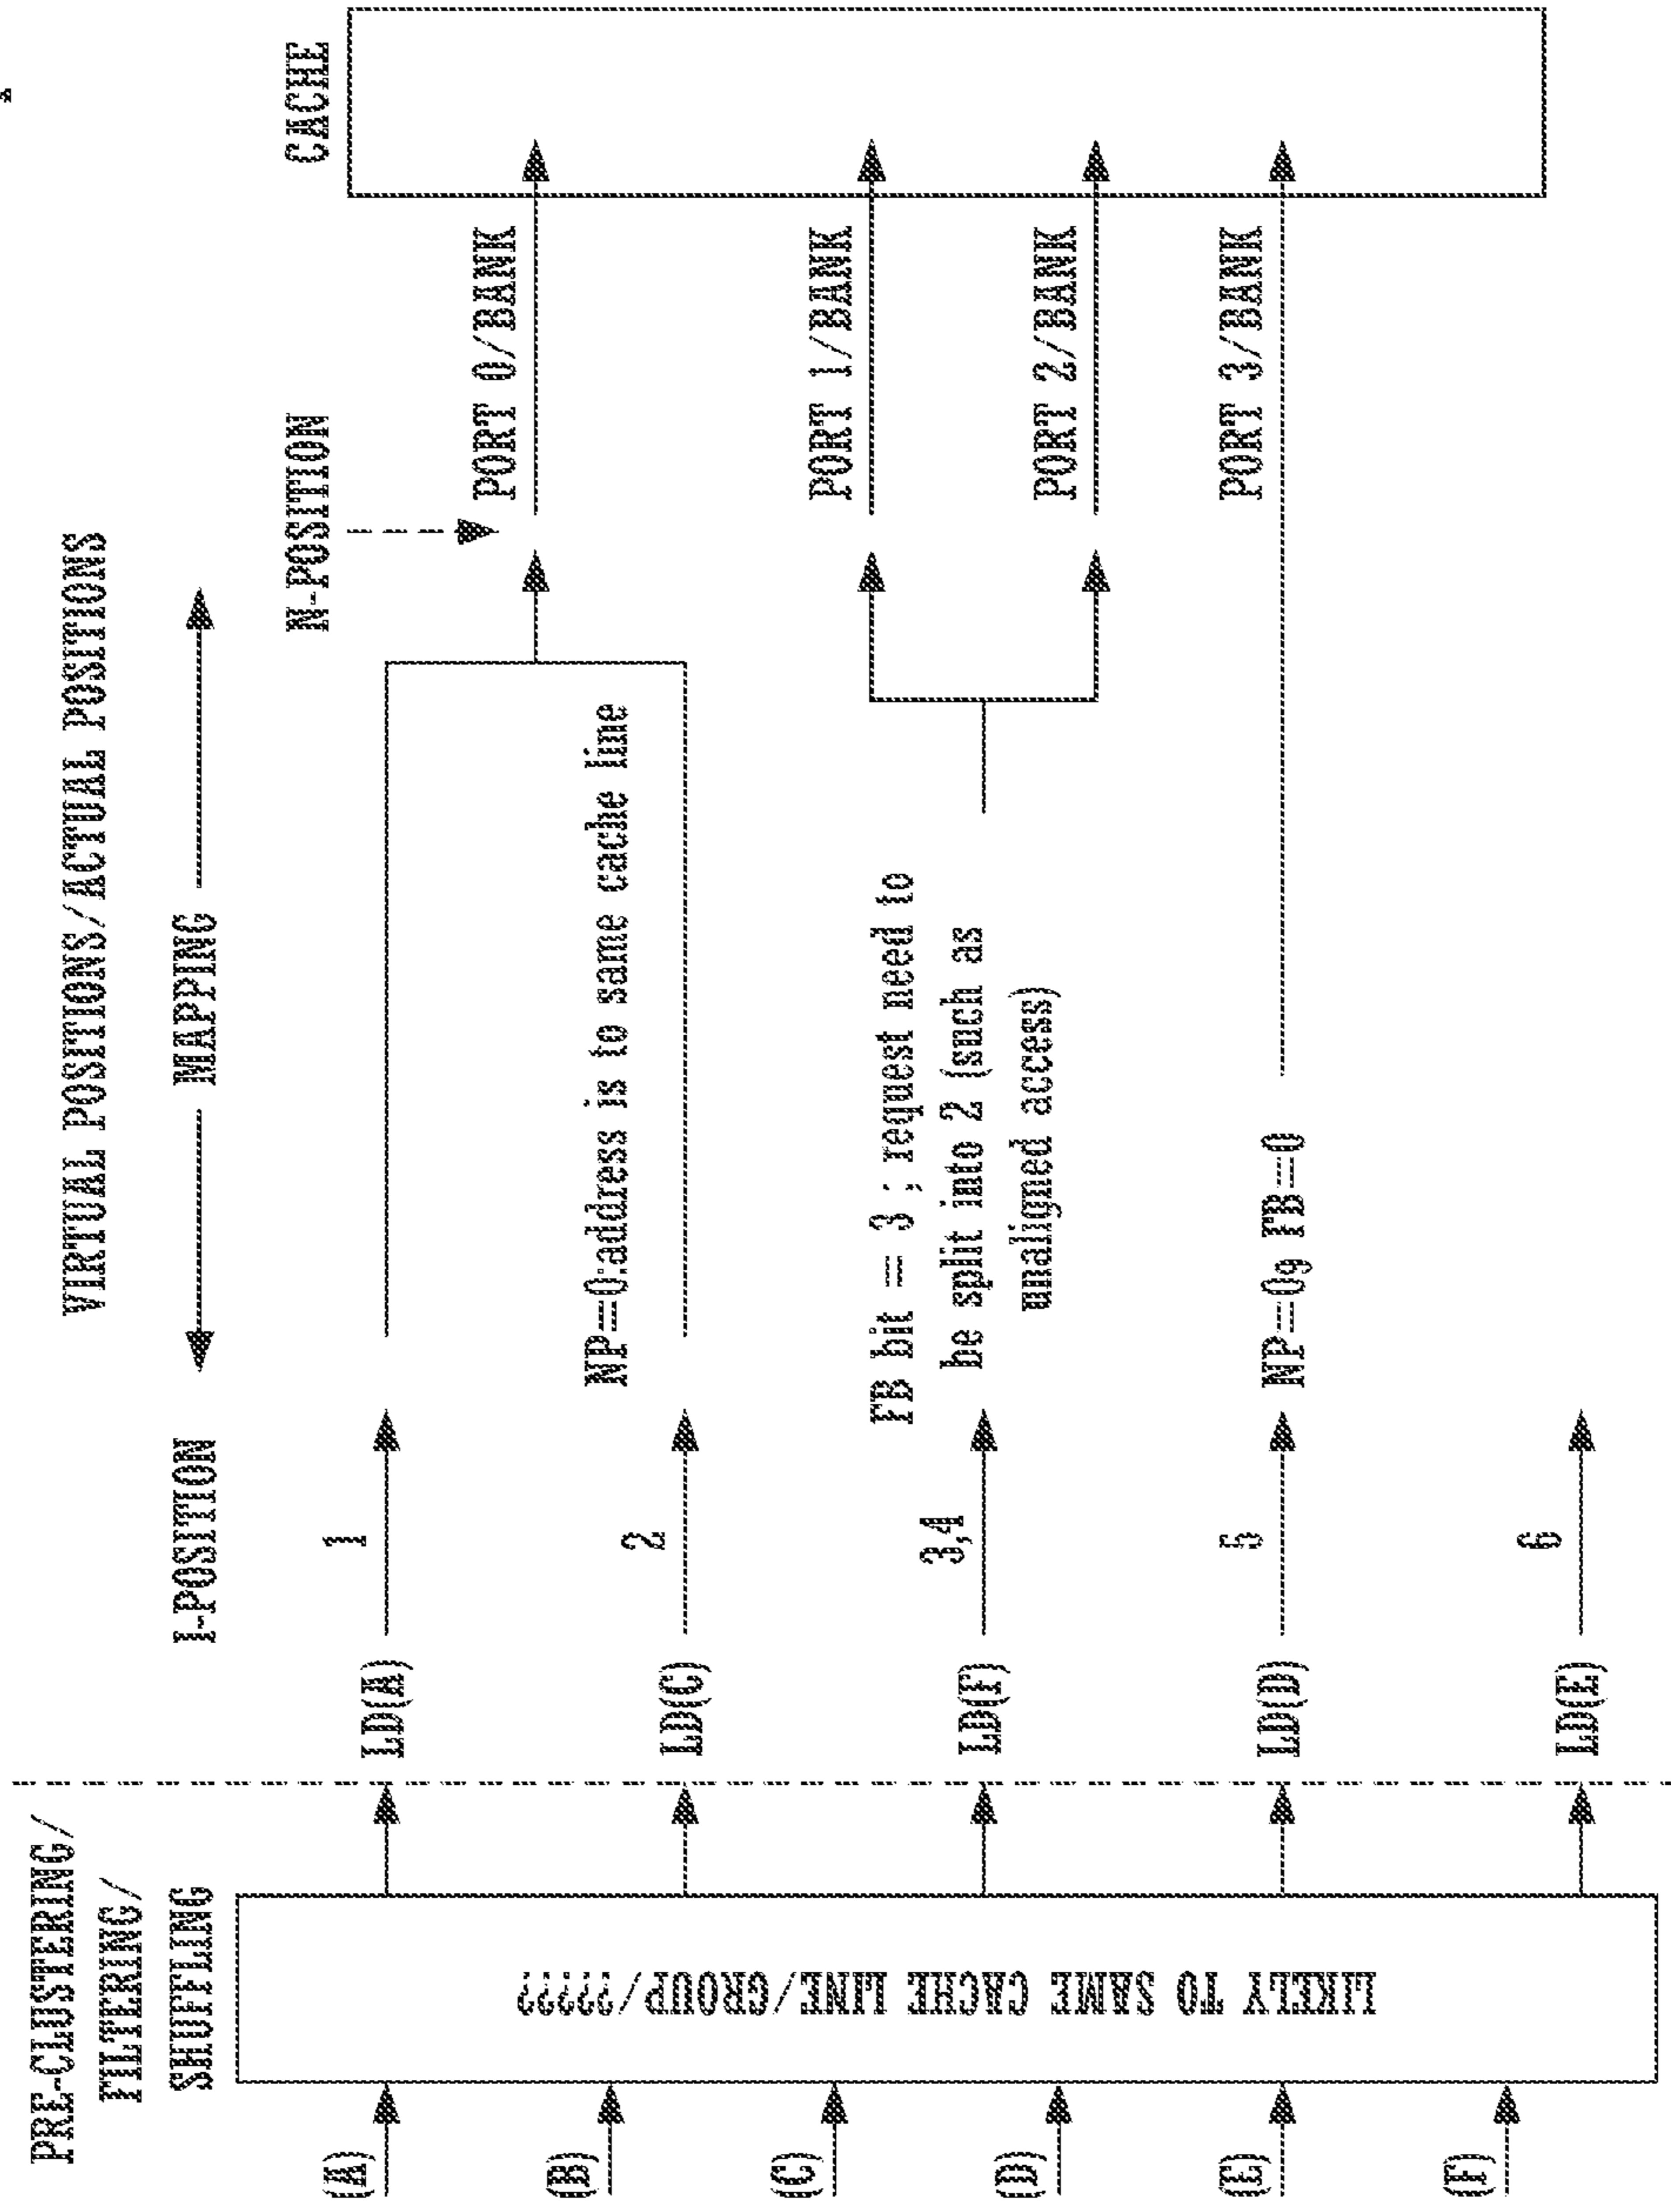 VIRTUAL POSITIONS/ACTUAL POSITIONS
PRE-CLUSTERING/
FILTERING/
SHUFFLING
I-POSITION
MAPPING
N-POSITION
CACHE
(A)
(B)
(C)
(D)
(E)
(F)
LIKELY TO SAME CACHE LINE/GROUP/?????
LD(A)
1
PORT 0/BANK
LD(C)
2
NP=0:address is to same cache line
LD(F)
3,4
FB bit = 3 ; request need to
be split into 2 (such as
unaligned access)
PORT 1/BANK
PORT 2/BANK
LD(D)
5
NP=0, FB=0
PORT 3/BANK
LD(E)
6